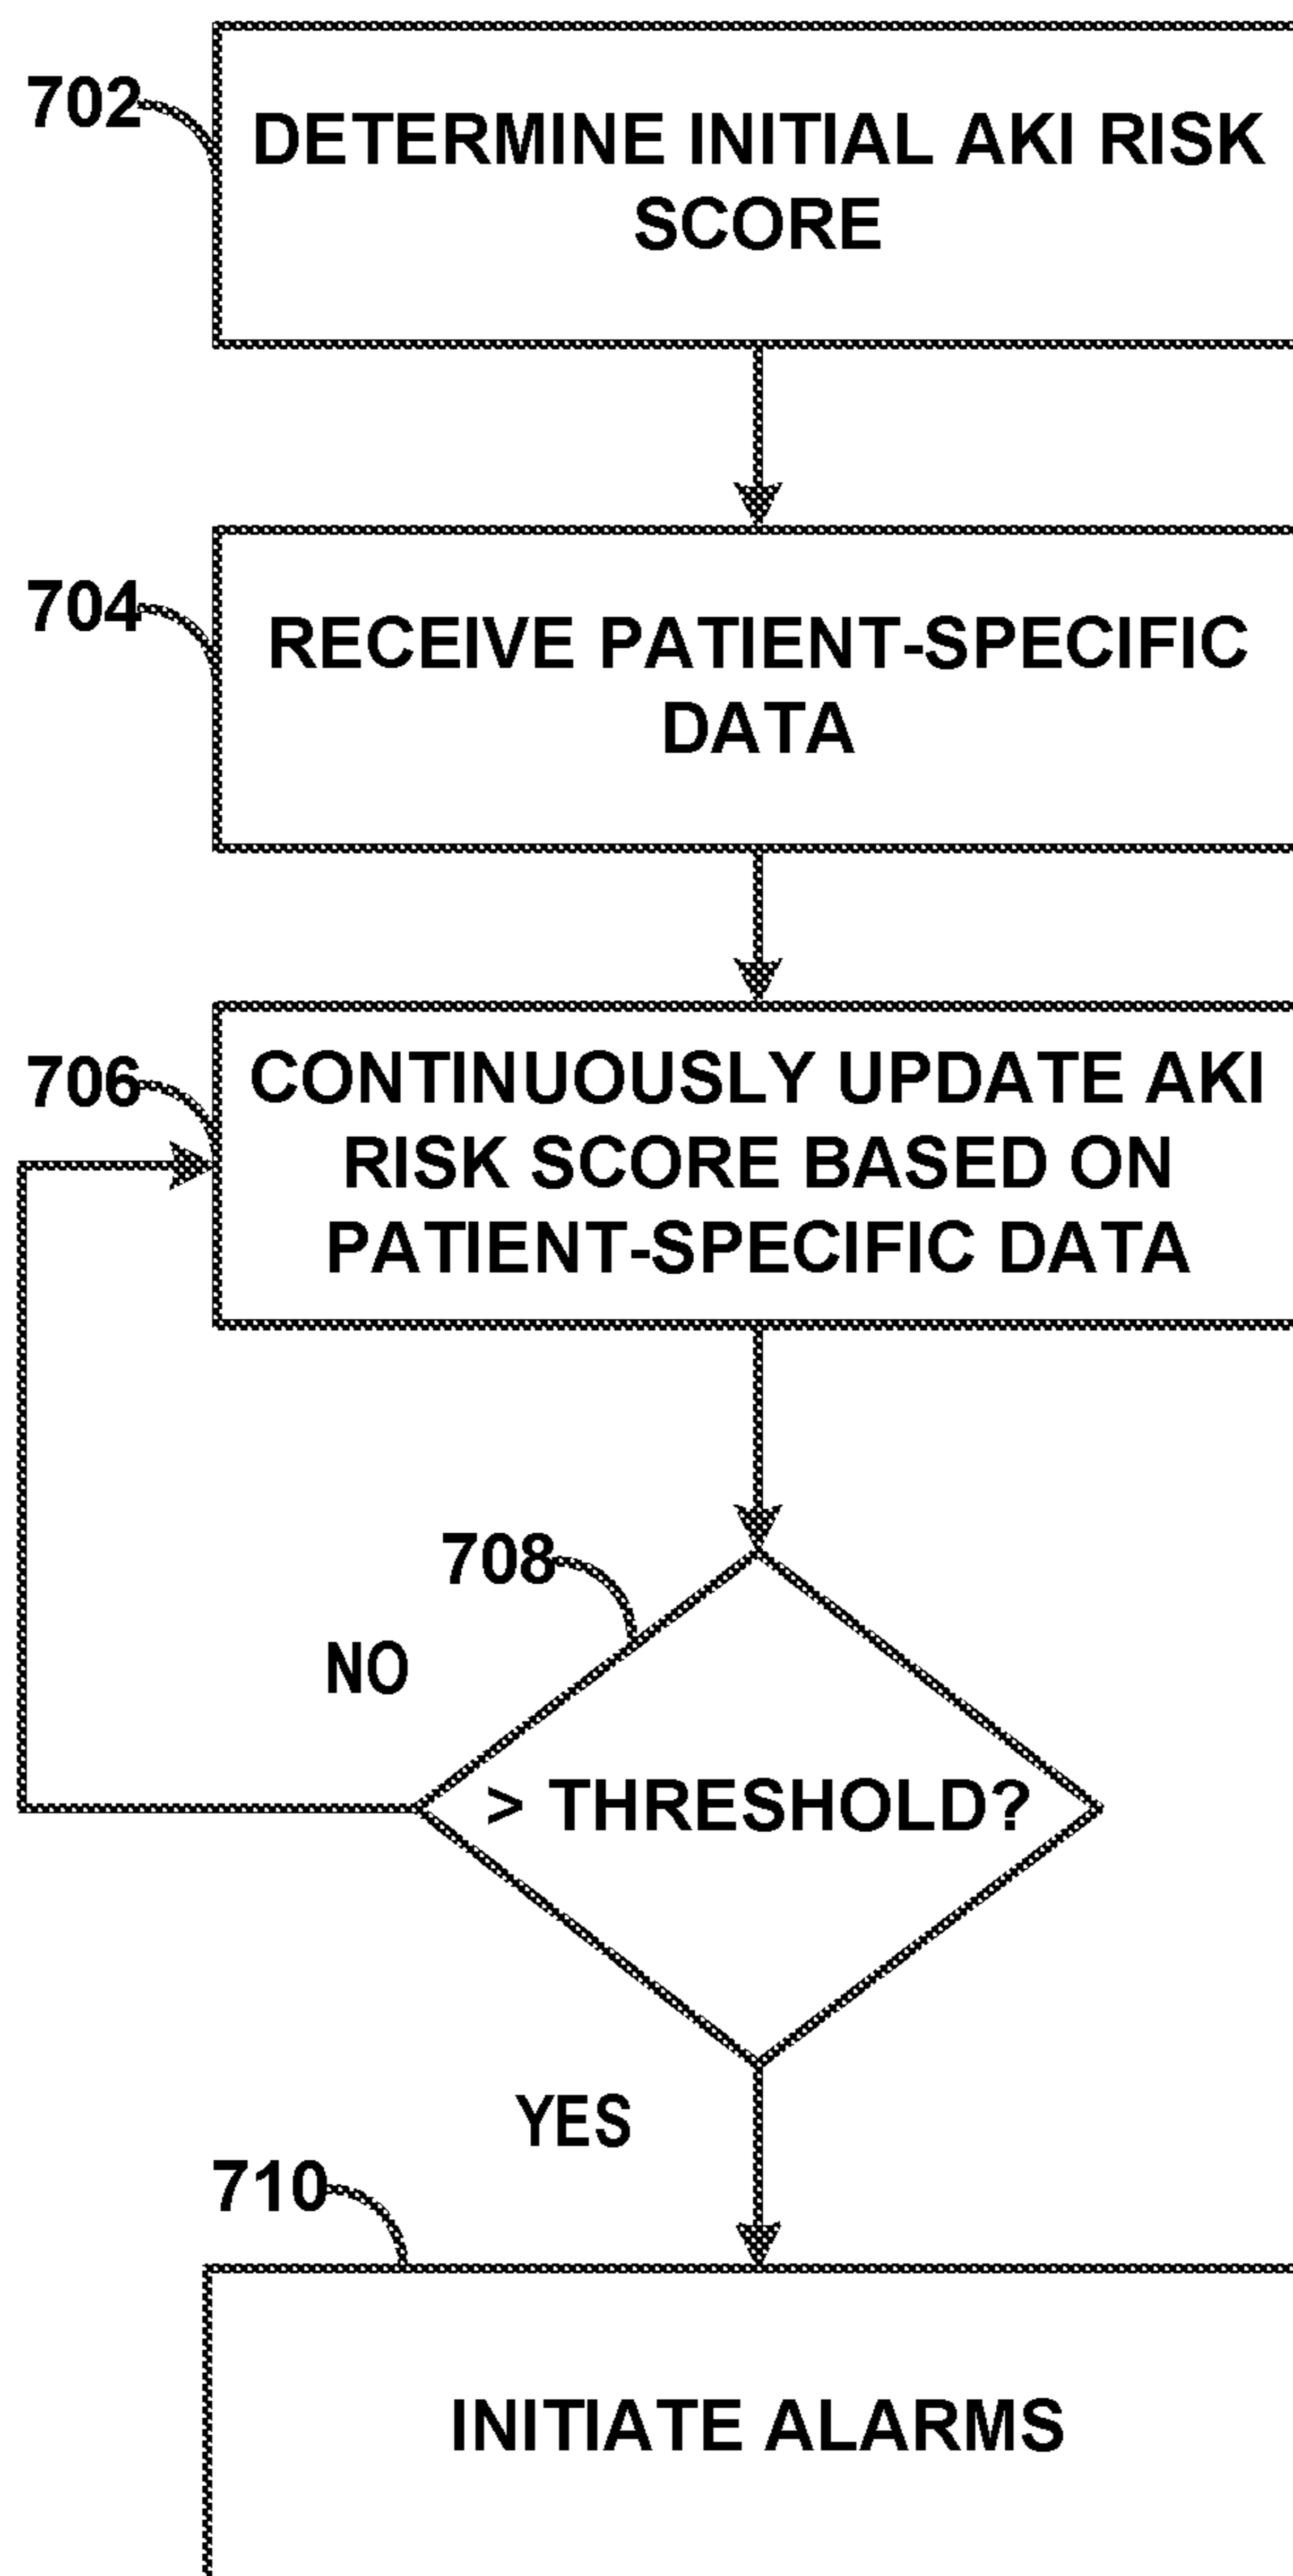 702
DETERMINE INITIAL AKI RISK
SCORE
704
RECEIVE PATIENT-SPECIFIC
DATA
706
CONTINUOUSLY UPDATE AKI
RISK SCORE BASED ON
PATIENT-SPECIFIC DATA
708
NO
> THRESHOLD?
YES
710
INITIATE ALARMS